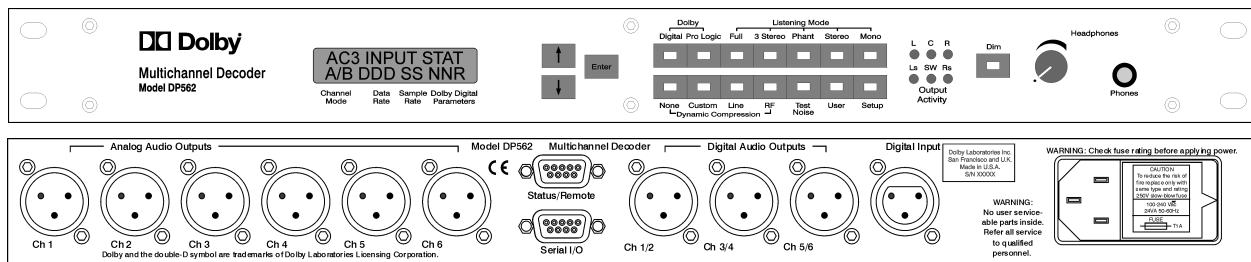 Dolby
Multichannel Decoder
Model DP562
AC3 INPUT STAT
A/B DDD SS NNR
Channel Mode
Data Rate
Sample Rate
Dolby Digital Parameters
Enter
Dolby
Listening Mode
Digital Pro Logic Full 3 Stereo Phant Stereo Mono
None Custom Line RF Test Noise User Setup
Dynamic Compression
L C R
Ls SW Rs
Output Activity
Dim
Headphones
Phones
Analog Audio Outputs
Model DP562
Multichannel Decoder
Digital Audio Outputs
Digital Input
CE
Status/Remote
Serial I/O
Ch 1
Ch 2
Ch 3
Ch 4
Ch 5
Ch 6
Ch 1/2
Ch 3/4
Ch 5/6
Dolby and the double-D symbol are trademarks of Dolby Laboratories Licensing Corporation.
Dolby Laboratories Inc.
San Francisco and U.K.
Made in U.S.A.
S/N XXXXX
WARNING:
No user service-
able parts inside.
Refer all service
to qualified
personnel.
WARNING: Check fuse rating before applying power.
CAUTION
To reduce the risk of
fire replace only with
same type and rating
250V slow-blow fuse
100-240 Vac
24VA 50-60Hz
FUSE
T1A